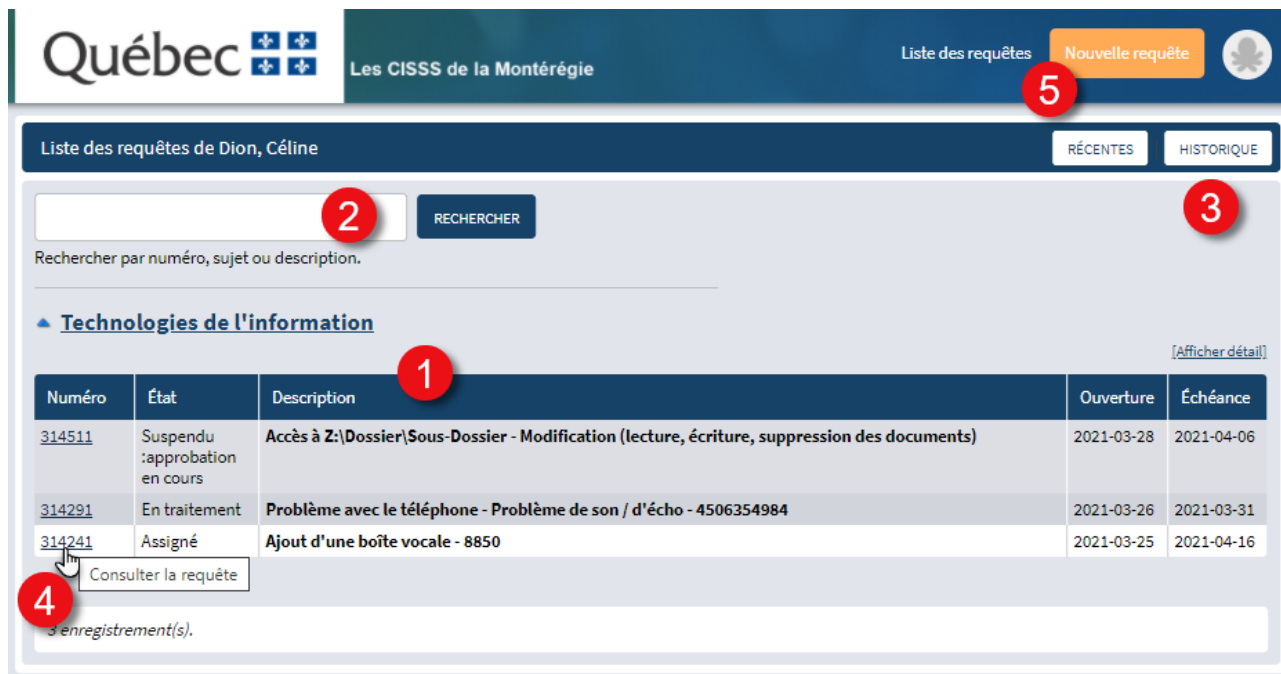 Québec
Les CISSS de la Montérégie
Liste des requêtes
Nouvelle requête
5
Liste des requêtes de Dion, Céline
RÉCENTES
HISTORIQUE
2
RECHERCHER
3
Rechercher par numéro, sujet ou description.
Technologies de l'information
[Afficher détail]
1
Numéro État Description Ouverture Échéance
314511 Suspendu Accès à Z:\Dossier\Sous-Dossier - Modification (lecture, écriture, suppression des documents) 2021-03-28 2021-04-06
:approbation
en cours
314291 En traitement Problème avec le téléphone - Problème de son / d'écho - 4506354984 2021-03-26 2021-03-31
314241 Assigné Ajout d'une boîte vocale - 8850 2021-03-25 2021-04-16
Consulter la requête
4
3 enregistrement(s).